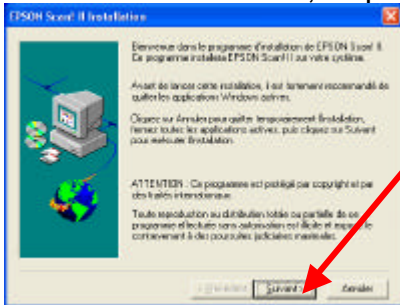 EPSON Scan! II Installation
Bienvenue dans le programme d'installation de EPSON Scan! II.
Ce programme installera EPSON Scan! II sur votre système.
Avant de lancer cette installation, il est fortement recommandé de
quitter les applications Windows actives.
Cliquez sur Annuler pour quitter temporairement l'installation,
fermez toutes les applications actives, puis cliquez sur Suivant
pour exécuter l'installation.
ATTENTION : Ce programme est protégé par copyright et par
des traités internationaux.
Toute reproduction ou distribution totale ou partielle de ce
programme effectuée sans autorisation est illicite et expose le
contrevenant à des poursuites judiciaires maximales.
< Précédent Suivant > Annuler